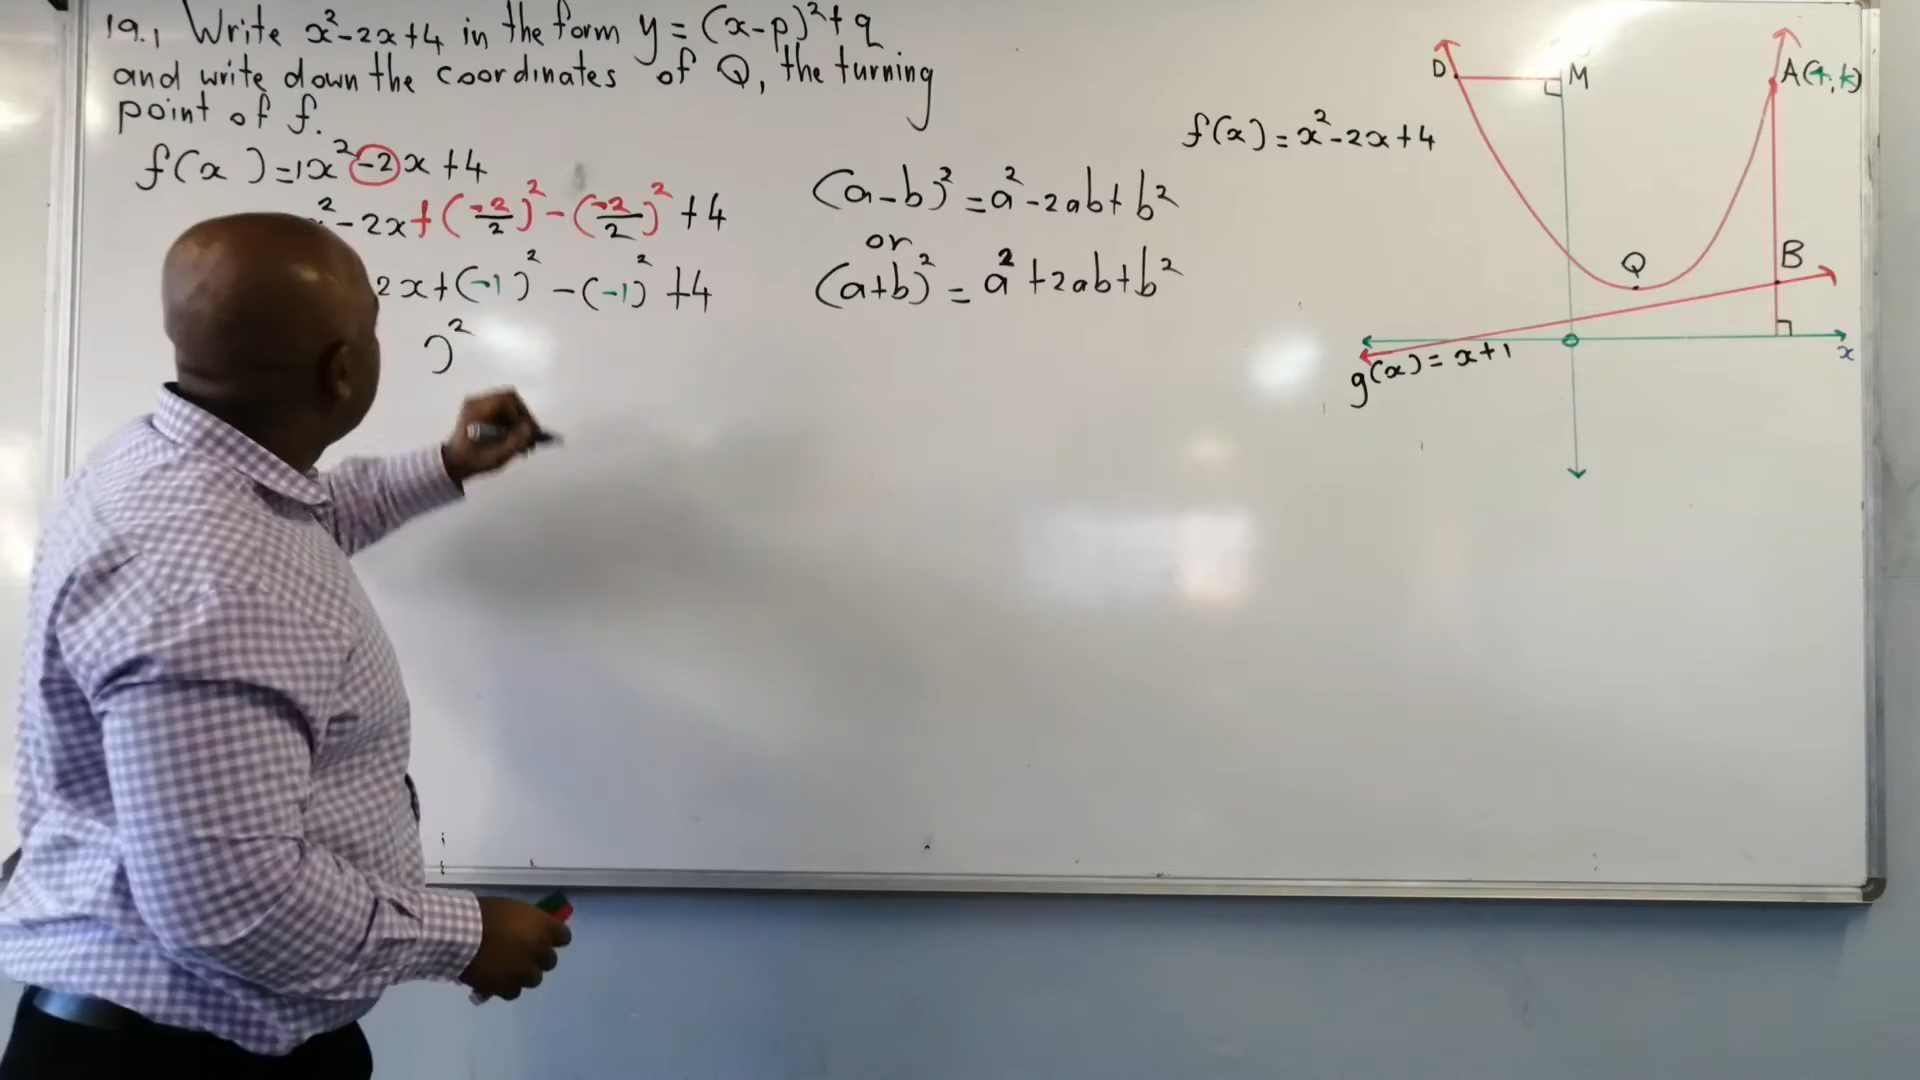 19.1 Write x²-2x+4 in the form y = (x-p)²+q
and write down the coordinates of Q, the turning
point of f.
f(x)=1x²-2x+4
²-2x+(-2/2)²-(-2/2)²+4
2x+(-1)²-(-1)²+4
)²
(a-b)²=a²-2ab+b²
or
(a+b)²=a²+2ab+b²
f(x)=x²-2x+4
D
M
A(4;k)
Q
B
x
g(x)=x+1